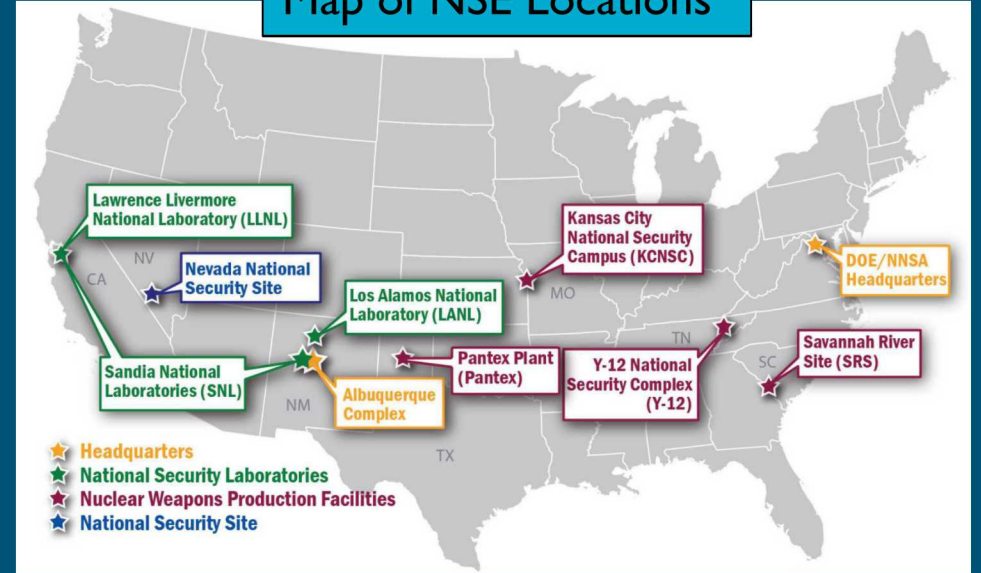 Map of NSE Locations
Lawrence Livermore
National Laboratory (LLNL)
NV
CA
Nevada National
Security Site
Los Alamos National
Laboratory (LANL)
Sandia National
Laboratories (SNL)
NM
Albuquerque
Complex
Pantex Plant
(Pantex)
TX
Kansas City
National Security
Campus (KCNSC)
MO
DOE/NNSA
Headquarters
TN
Y-12 National
Security Complex
(Y-12)
SC
Savannah River
Site (SRS)
Headquarters
National Security Laboratories
Nuclear Weapons Production Facilities
National Security Site